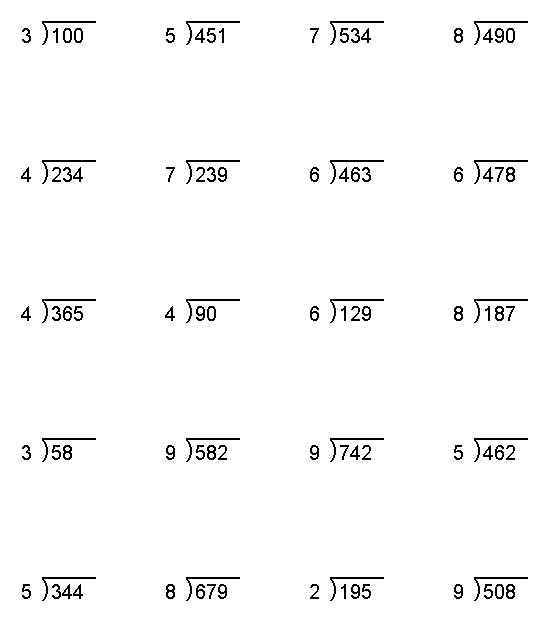 3 )100 5 )451 7 )534 8 )490
4 )234 7 )239 6 )463 6 )478
4 )365 4 )90 6 )129 8 )187
3 )58 9 )582 9 )742 5 )462
5 )344 8 )679 2 )195 9 )508